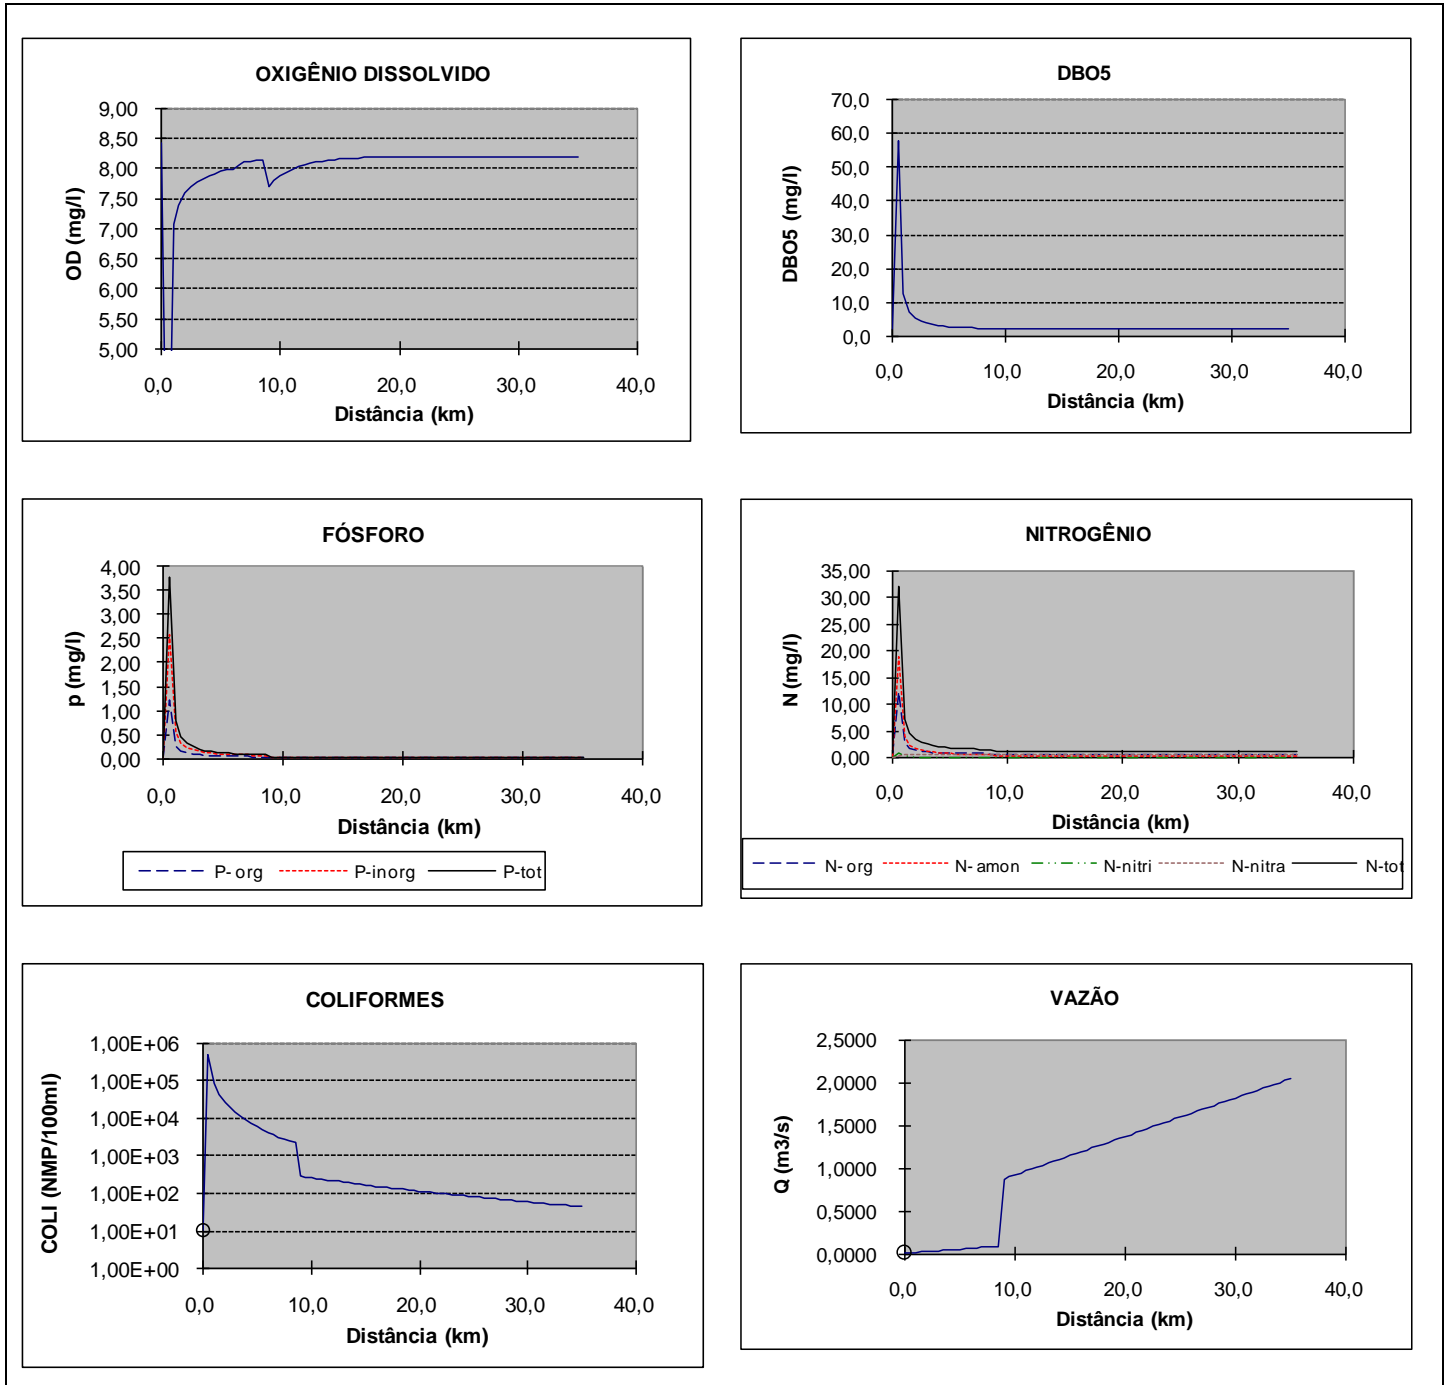 OXIGÊNIO DISSOLVIDO
OD (mg/l)
9,00
8,50
8,00
7,50
7,00
6,50
6,00
5,50
5,00
0,0 10,0 20,0 30,0 40,0
Distância (km)
DBO5
DBO5 (mg/l)
70,0
60,0
50,0
40,0
30,0
20,0
10,0
0,0
0,0 10,0 20,0 30,0 40,0
Distância (km)
FÓSFORO
p (mg/l)
4,00
3,50
3,00
2,50
2,00
1,50
1,00
0,50
0,00
0,0 10,0 20,0 30,0 40,0
Distância (km)
P-org P-inorg P-tot
NITROGÊNIO
N (mg/l)
35,00
30,00
25,00
20,00
15,00
10,00
5,00
0,00
0,0 10,0 20,0 30,0 40,0
Distância (km)
N-org N-amon N-nitri N-nitra N-tot
COLIFORMES
COLI (NMP/100ml)
1,00E+06
1,00E+05
1,00E+04
1,00E+03
1,00E+02
1,00E+01
1,00E+00
0,0 10,0 20,0 30,0 40,0
Distância (km)
VAZÃO
Q (m3/s)
2,5000
2,0000
1,5000
1,0000
0,5000
0,0000
0,0 10,0 20,0 30,0 40,0
Distância (km)